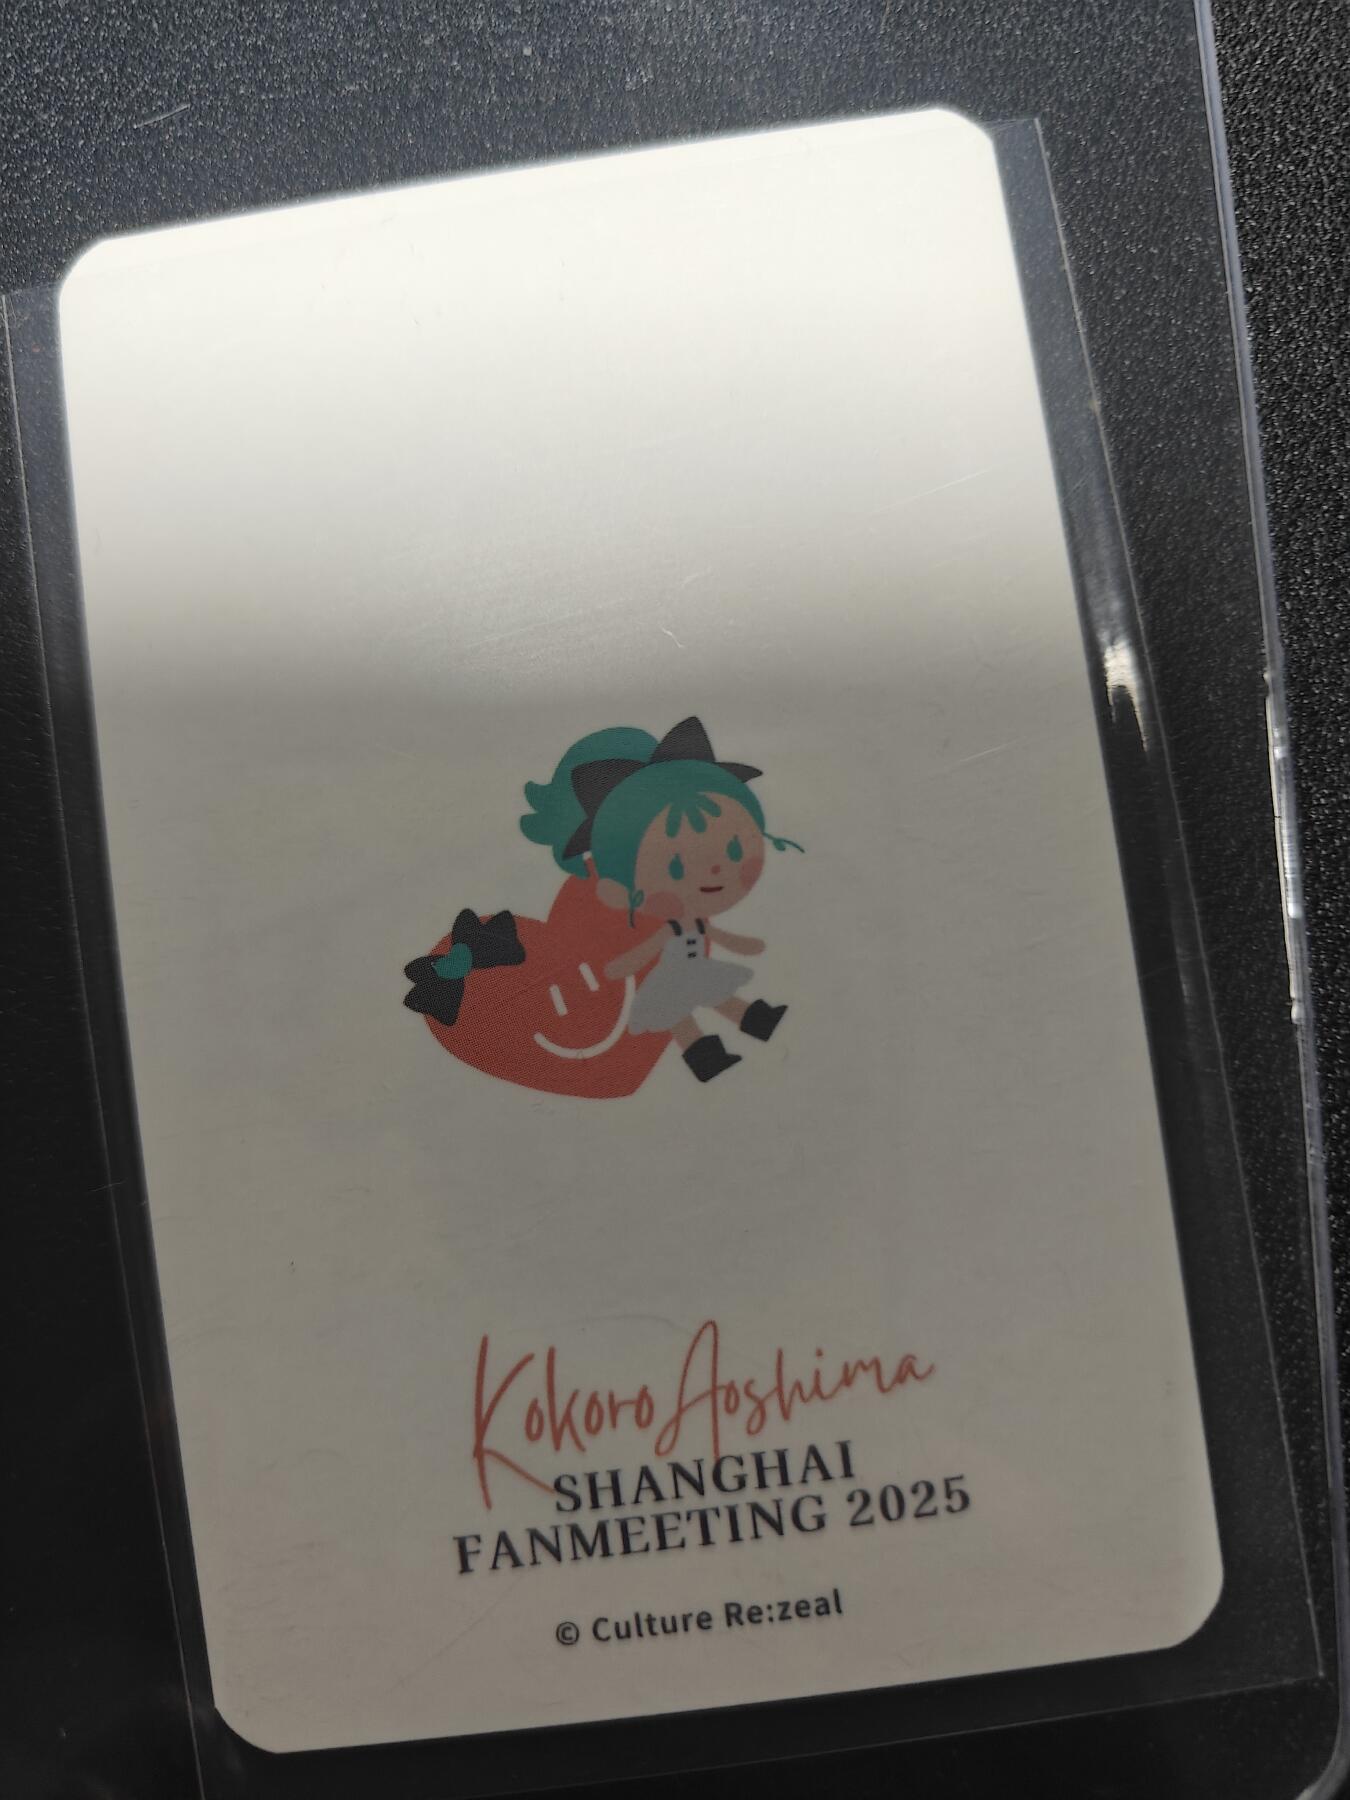 Kokoro Aoshima
SHANGHAI
FANMEETING 2025
© Culture Re:zeal